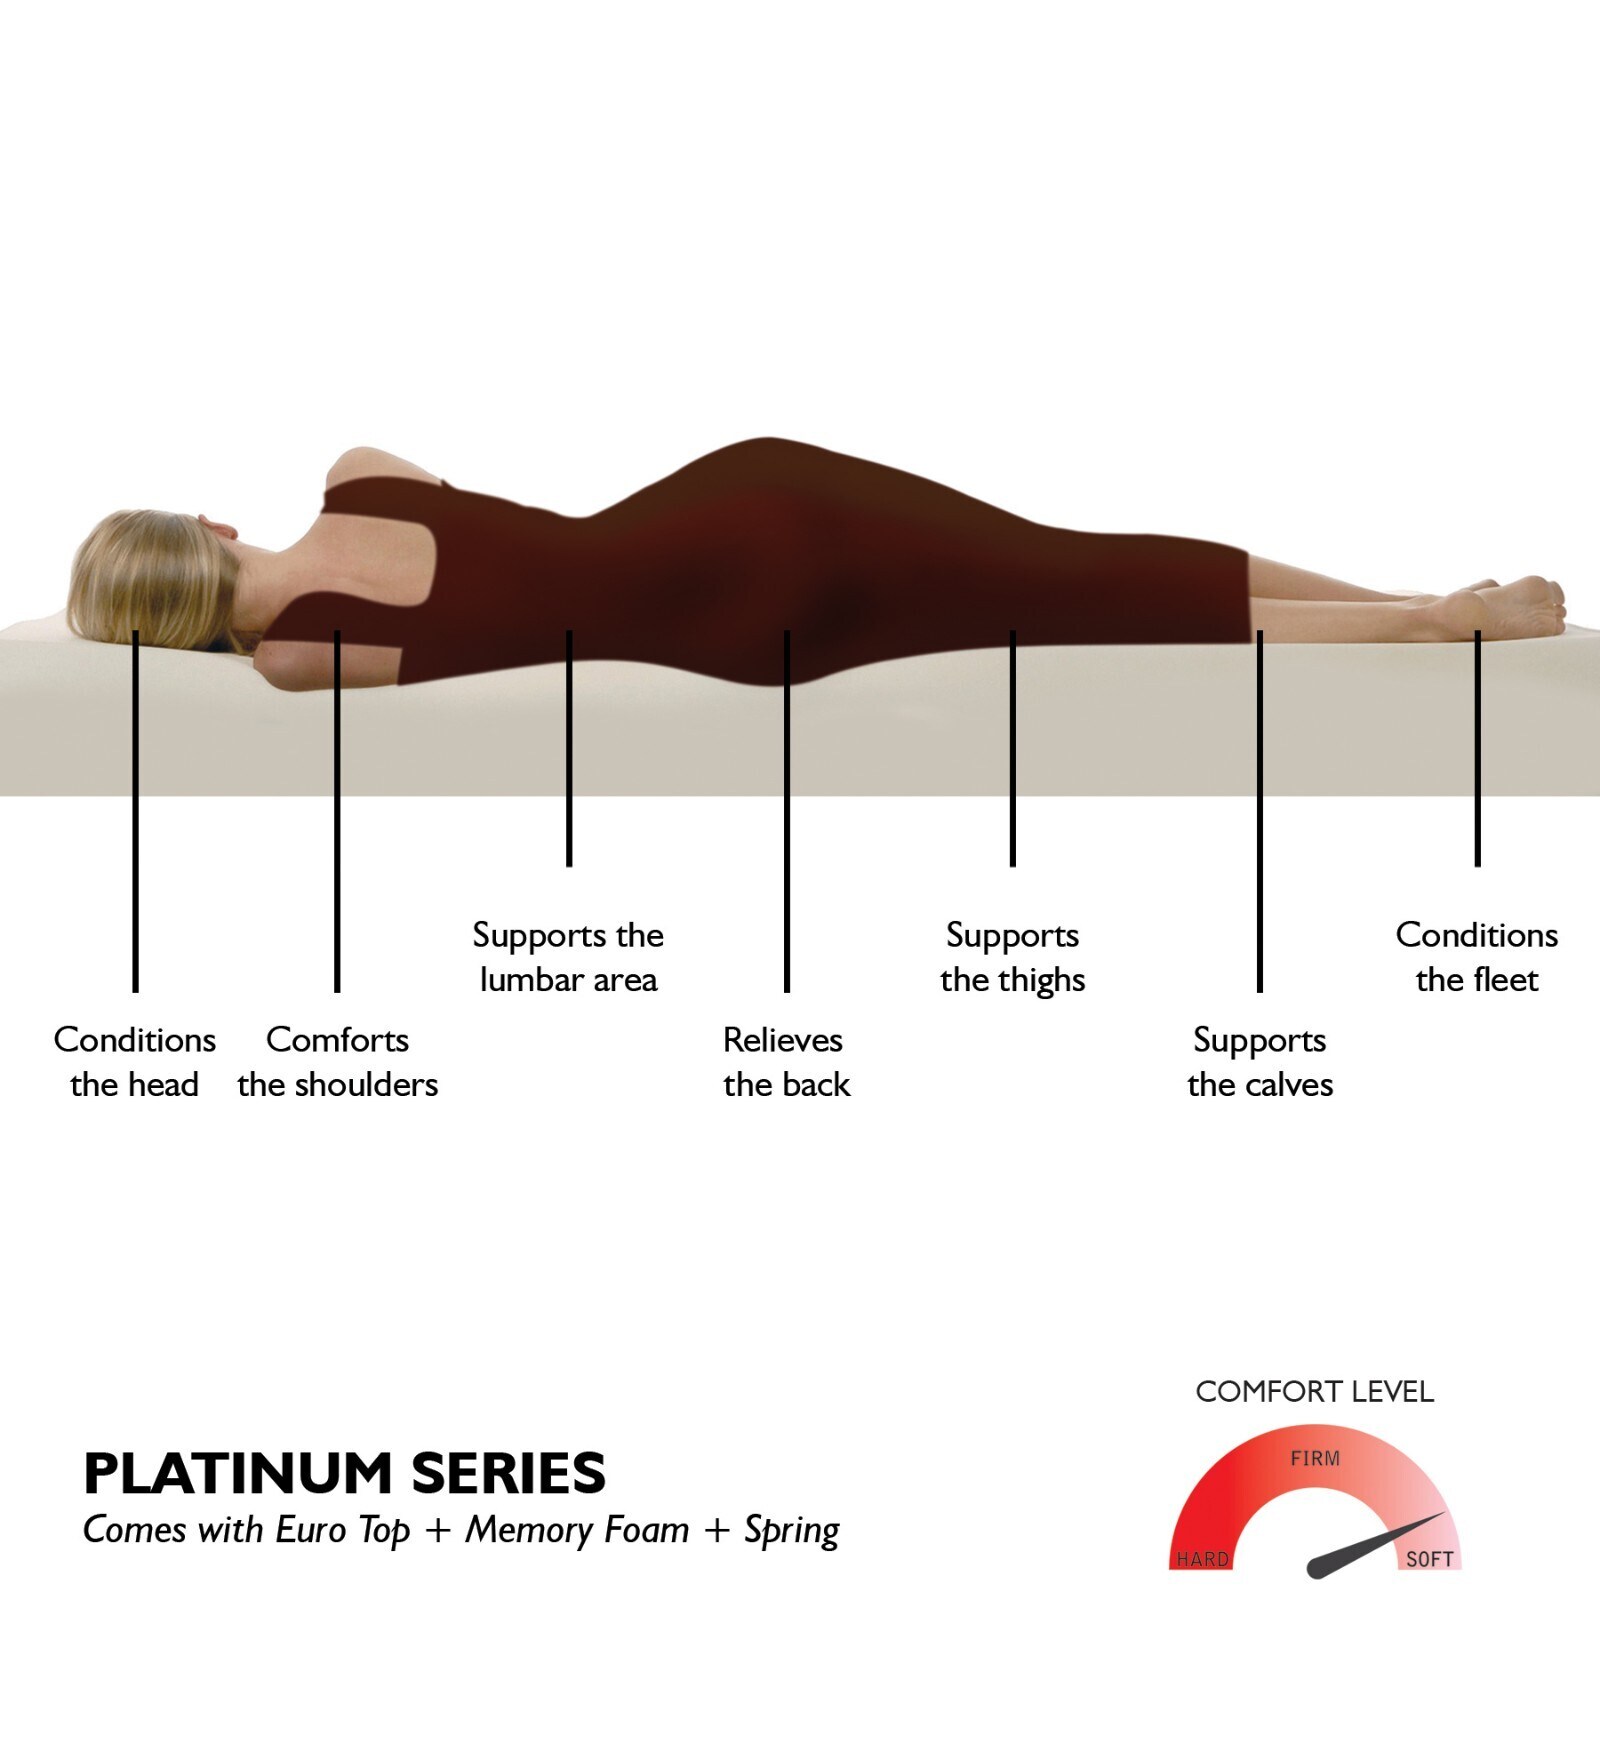 Supports the
lumbar area
Supports
the thighs
Conditions
the fleet
Conditions
the head
Comforts
the shoulders
Relieves
the back
Supports
the calves
COMFORT LEVEL
FIRM
HARD
SOFT
PLATINUM SERIES
Comes with Euro Top + Memory Foam + Spring